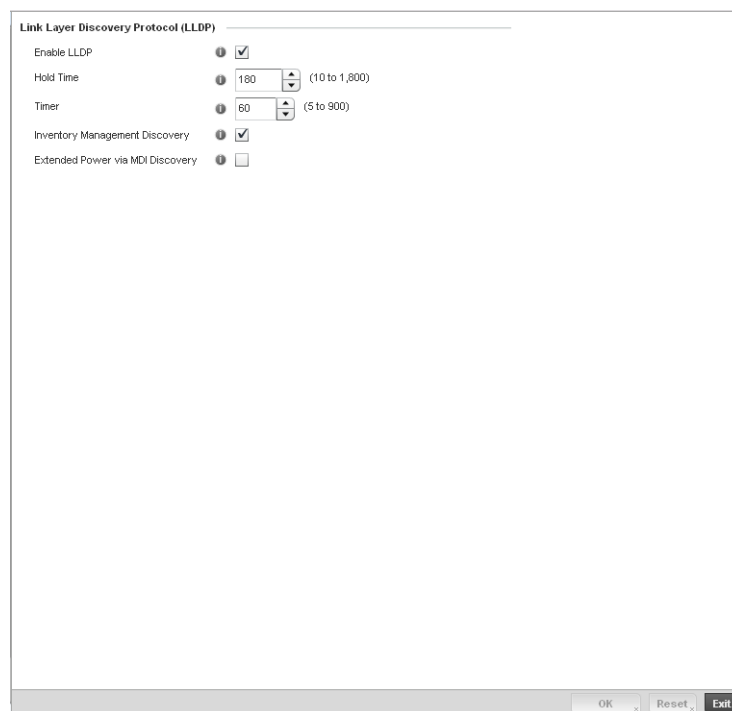 Link Layer Discovery Protocol (LLDP)
Enable LLDP
Hold Time 180 (10 to 1,800)
Timer 60 (5 to 900)
Inventory Management Discovery
Extended Power via MDI Discovery
OK Reset Exit